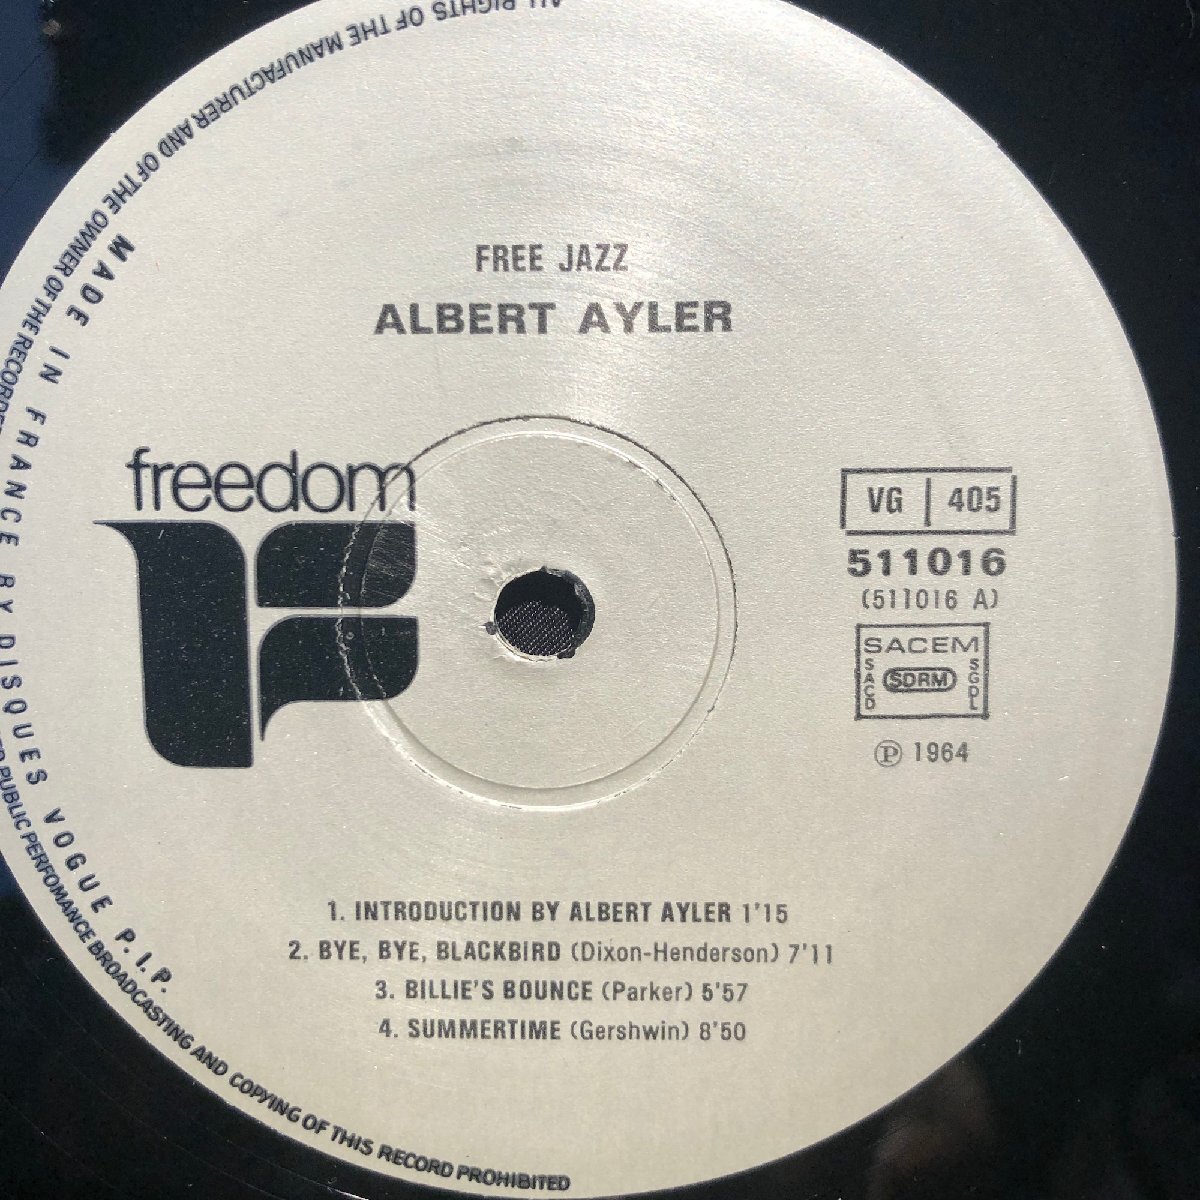 ALL RIGHTS OF THE MANUFACTURER AND OF THE OWNER OF THE RECORDED
MADE IN FRANCE BY DISQUES VOGUE P.I.P.
PUBLIC PERFOMANCE BROADCASTING AND COPYING OF THIS RECORD PROHIBITED
FREE JAZZ
ALBERT AYLER
freedom
VG | 405
511016
(511016 A)
SACEM
SACD SDRM SGDL
℗ 1964
1. INTRODUCTION BY ALBERT AYLER 1'15
2. BYE, BYE, BLACKBIRD (Dixon-Henderson) 7'11
3. BILLIE'S BOUNCE (Parker) 5'57
4. SUMMERTIME (Gershwin) 8'50